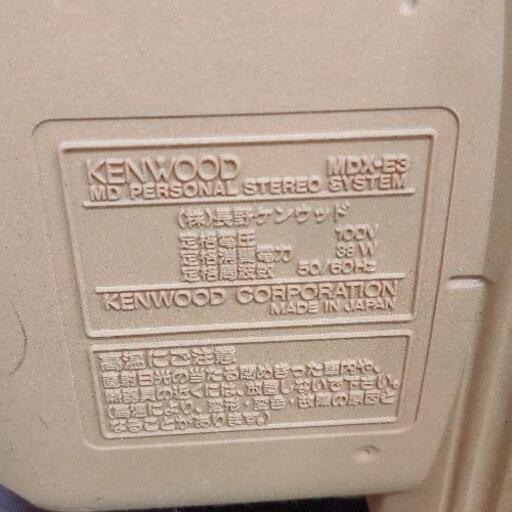 KENWOOD MDX-E3
MD PERSONAL STEREO SYSTEM
(株)長野ケンウッド
定格電圧 100V
定格消費電力 38W
定格周波数 50/60Hz
KENWOOD CORPORATION
MADE IN JAPAN
高温にご注意
直射日光の当たる閉めきった車内や、
熱器具の近くには、放置しないで下さい。
(高温により、変形・変色・故障の原因と
なることがあります。)